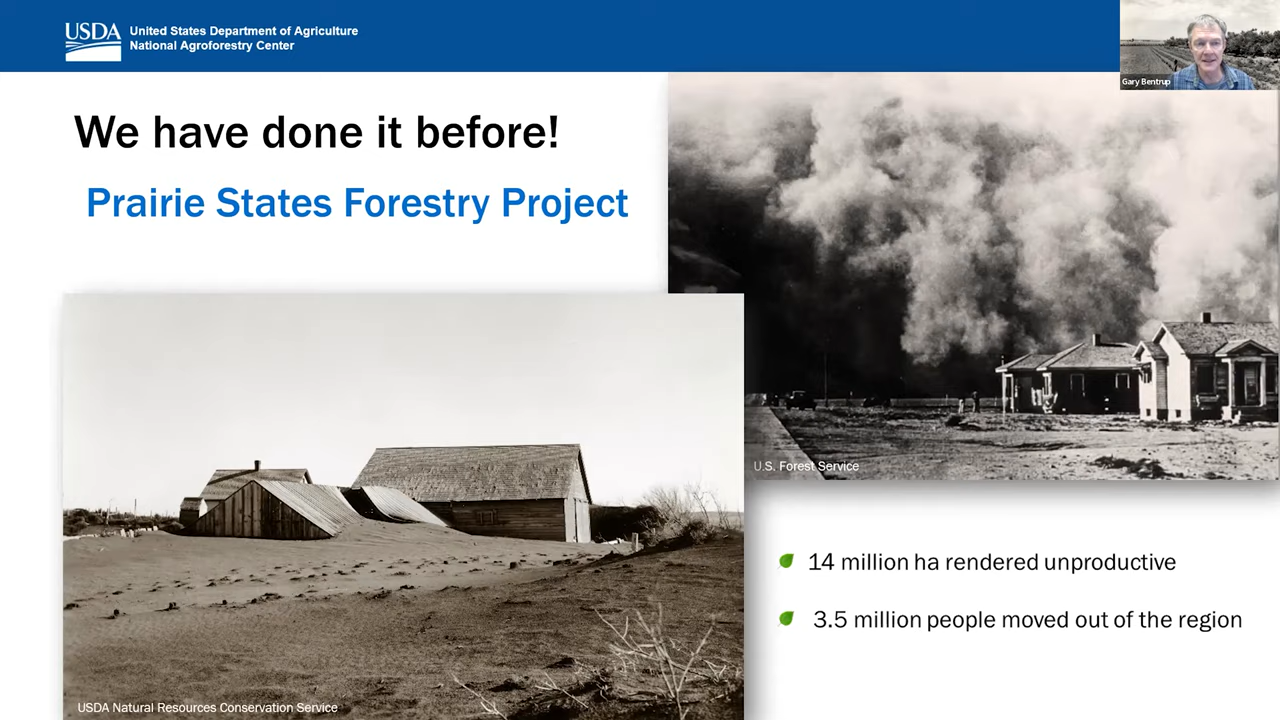 USDA
United States Department of Agriculture
National Agroforestry Center
Gary Bentrup
We have done it before!
Prairie States Forestry Project
U.S. Forest Service
14 million ha rendered unproductive
3.5 million people moved out of the region
USDA Natural Resources Conservation Service